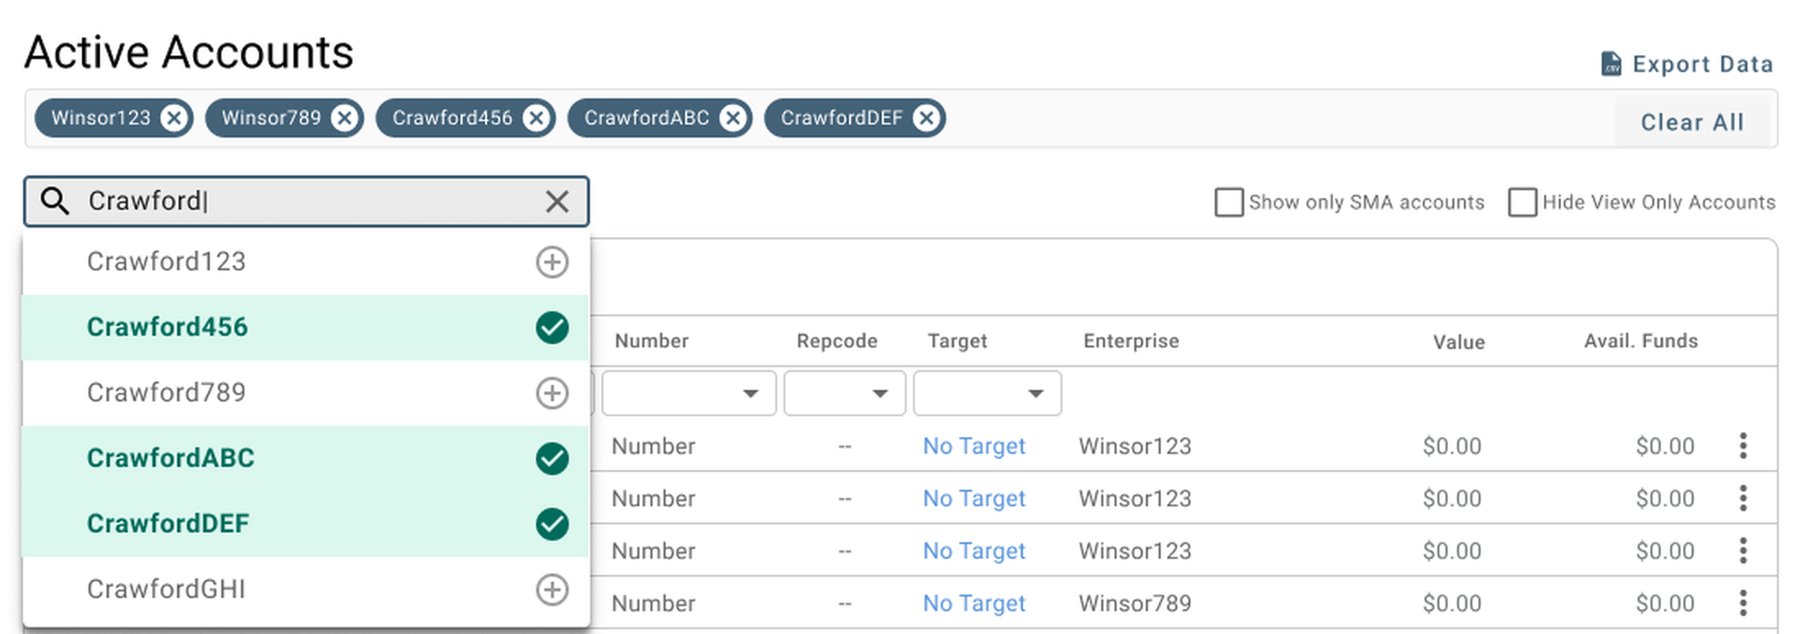 Active Accounts
Export Data
Winsor123 Winsor789 Crawford456 CrawfordABC CrawfordDEF
Clear All
Crawford
Show only SMA accounts Hide View Only Accounts
Crawford123
Crawford456
Crawford789
CrawfordABC
CrawfordDEF
CrawfordGHI
Number Repcode Target Enterprise Value Avail. Funds
Number -- No Target Winsor123 $0.00 $0.00
Number -- No Target Winsor123 $0.00 $0.00
Number -- No Target Winsor123 $0.00 $0.00
Number -- No Target Winsor789 $0.00 $0.00